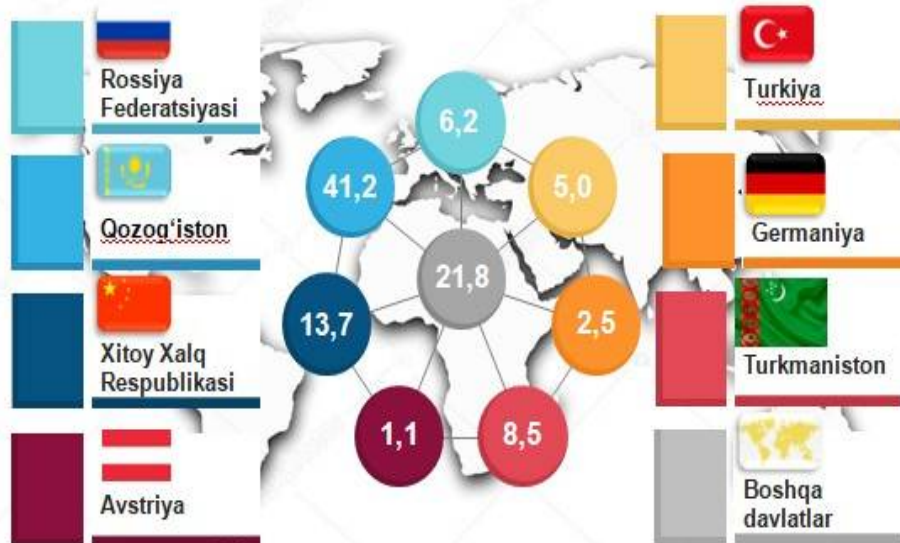 Rossiya
Federatsiyasi
Qozog‘iston
Xitoy Xalq
Respublikasi
Avstriya
6,2
41,2
5,0
21,8
13,7
2,5
1,1
8,5
Turkiya
Germaniya
Turkmaniston
Boshqa
davlatlar